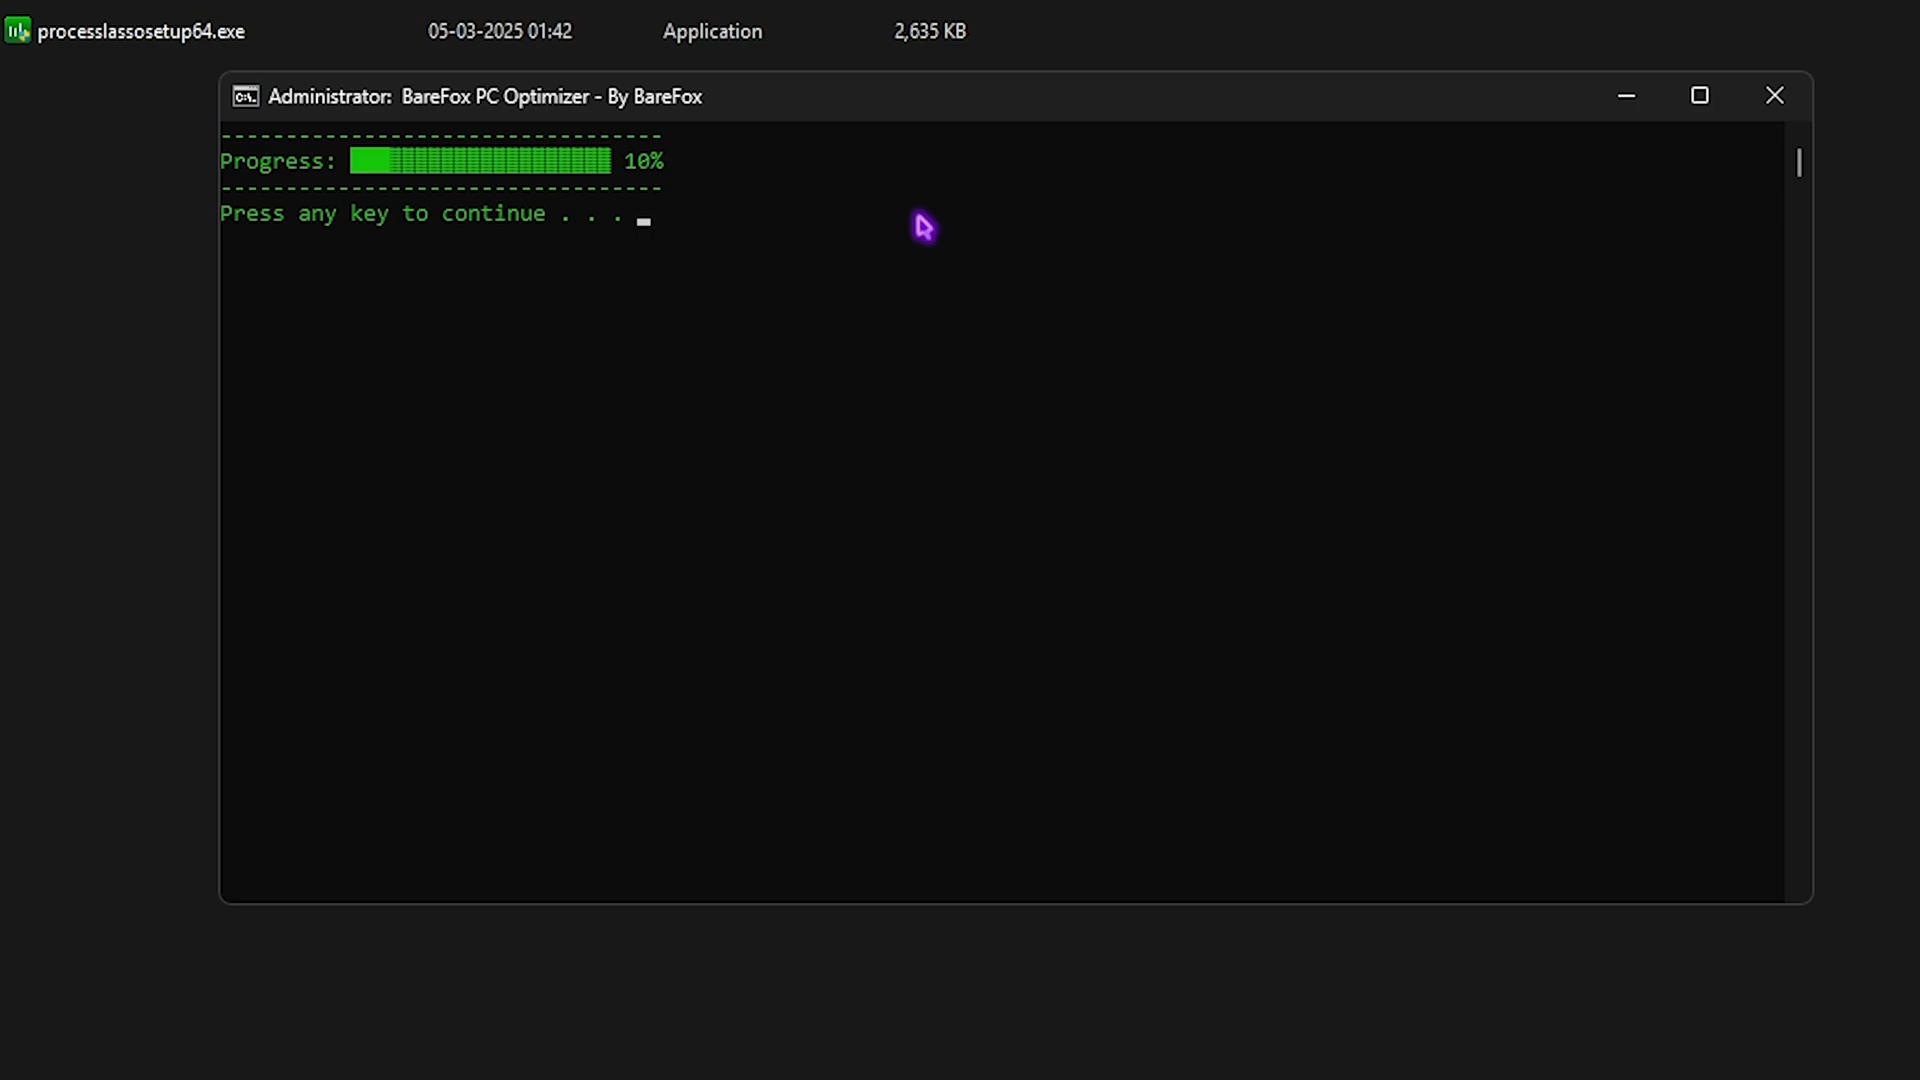 processlassosetup64.exe 05-03-2025 01:42 Application 2,635 KB
Administrator: BareFox PC Optimizer - By BareFox
----------------------------------
Progress: 10%
----------------------------------
Press any key to continue . . .